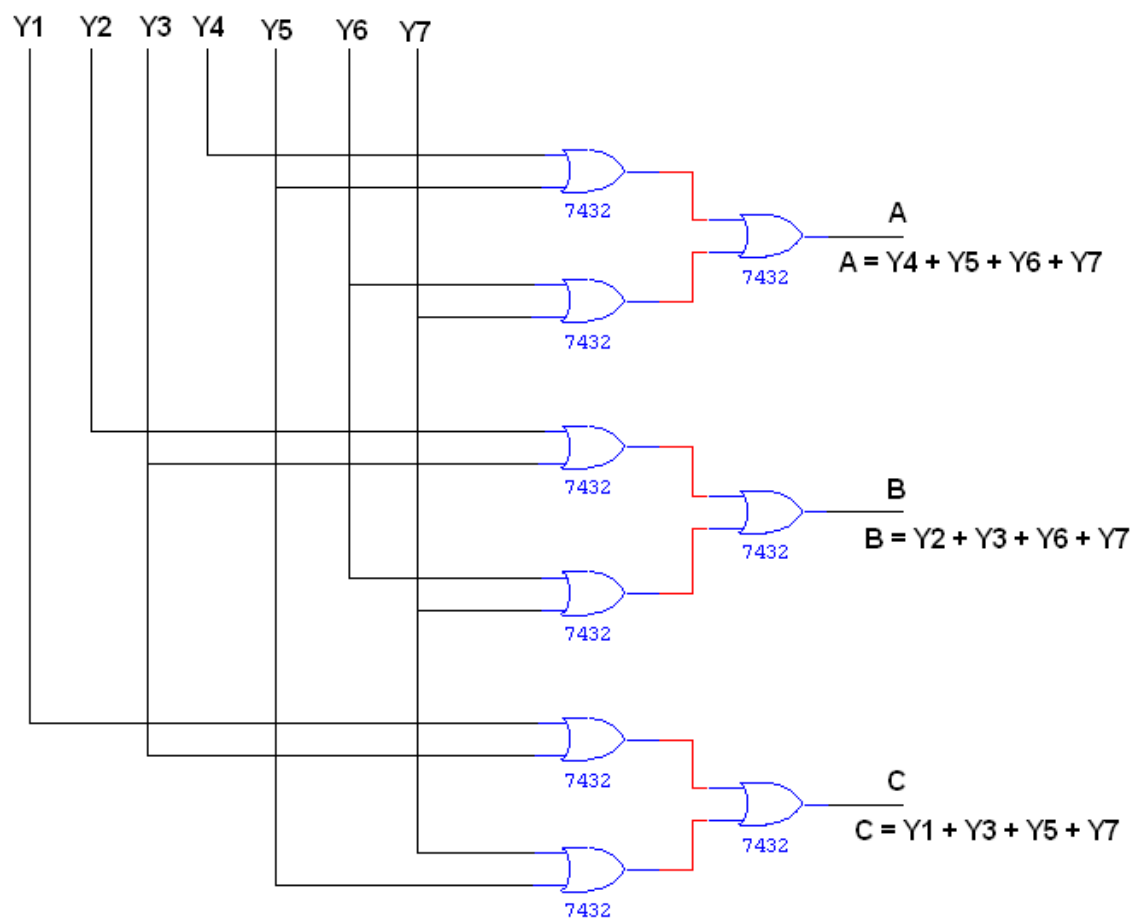 Y1 Y2 Y3 Y4 Y5 Y6 Y7
7432
A
7432
A = Y4 + Y5 + Y6 + Y7
7432
7432
B
7432
B = Y2 + Y3 + Y6 + Y7
7432
7432
C
7432
C = Y1 + Y3 + Y5 + Y7
7432